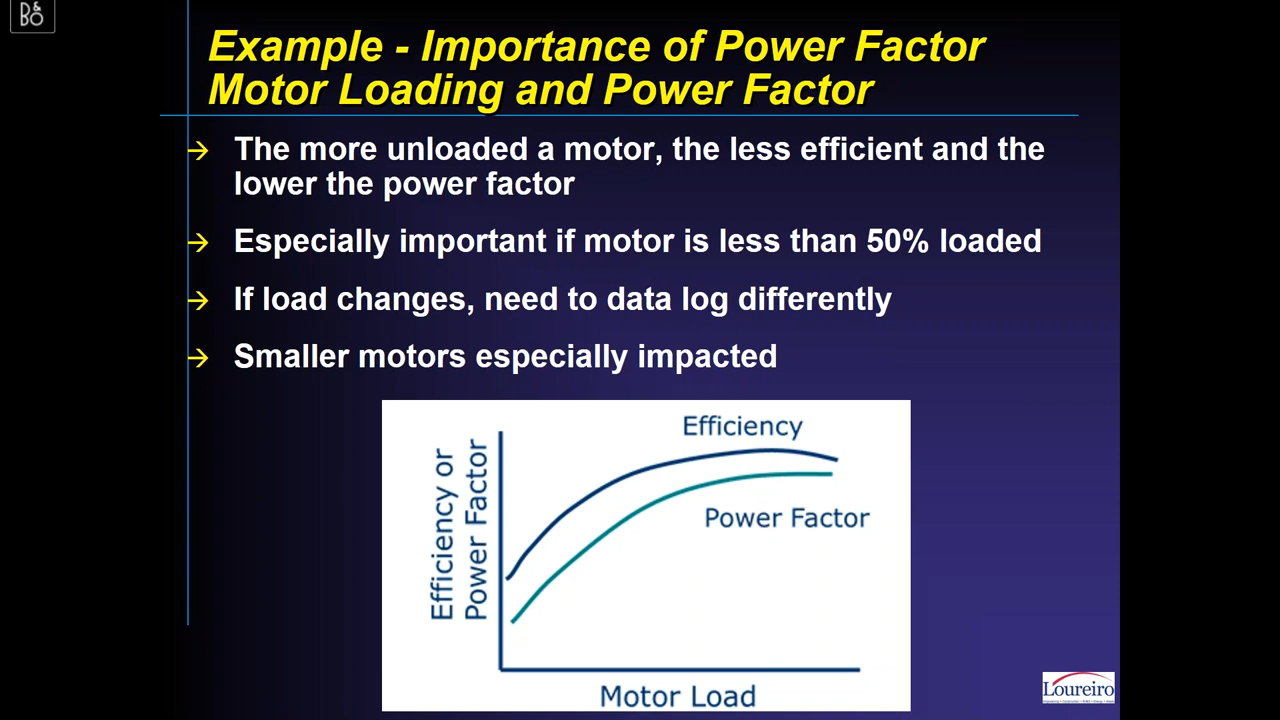 B&O
Example - Importance of Power Factor
Motor Loading and Power Factor
The more unloaded a motor, the less efficient and the
lower the power factor
Especially important if motor is less than 50% loaded
If load changes, need to data log differently
Smaller motors especially impacted
Efficiency
Efficiency or
Power Factor
Power Factor
Motor Load
Loureiro